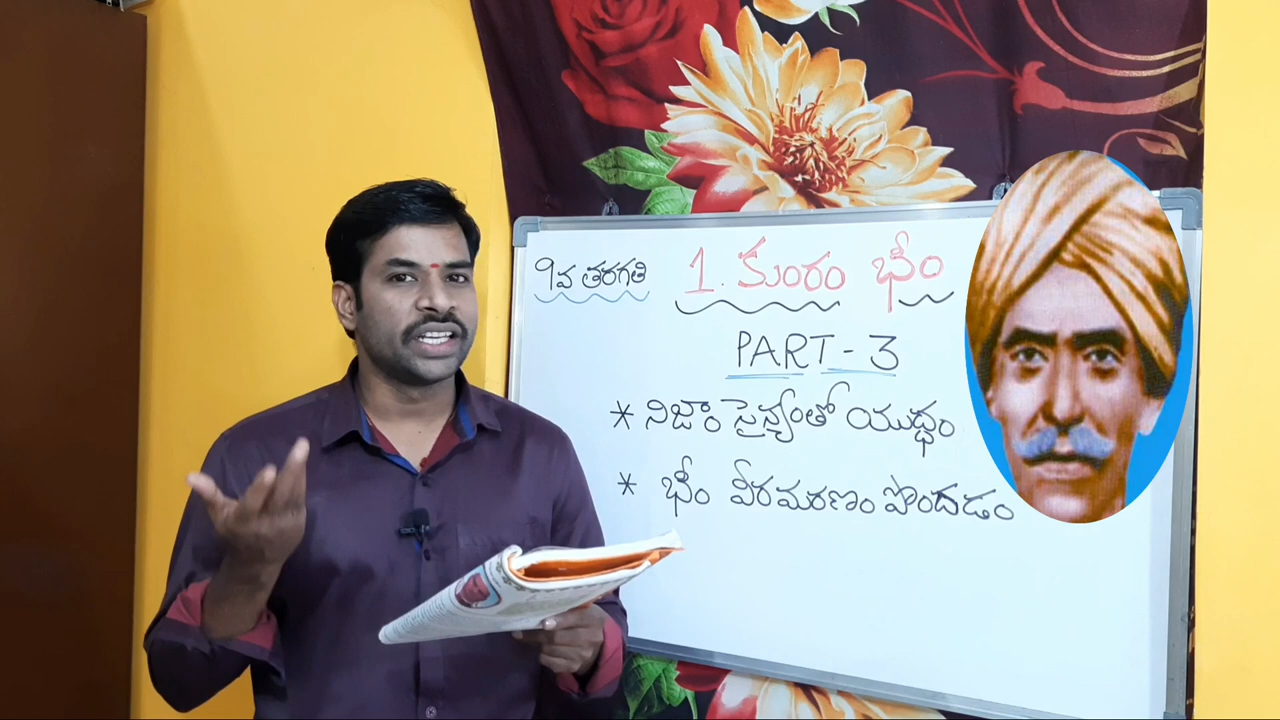 9వ తరగతి
1. కుంరం భీం
PART - 3
* నిజాం సైన్యంతో యుద్ధం
* భీం వీరమరణం పొందడం